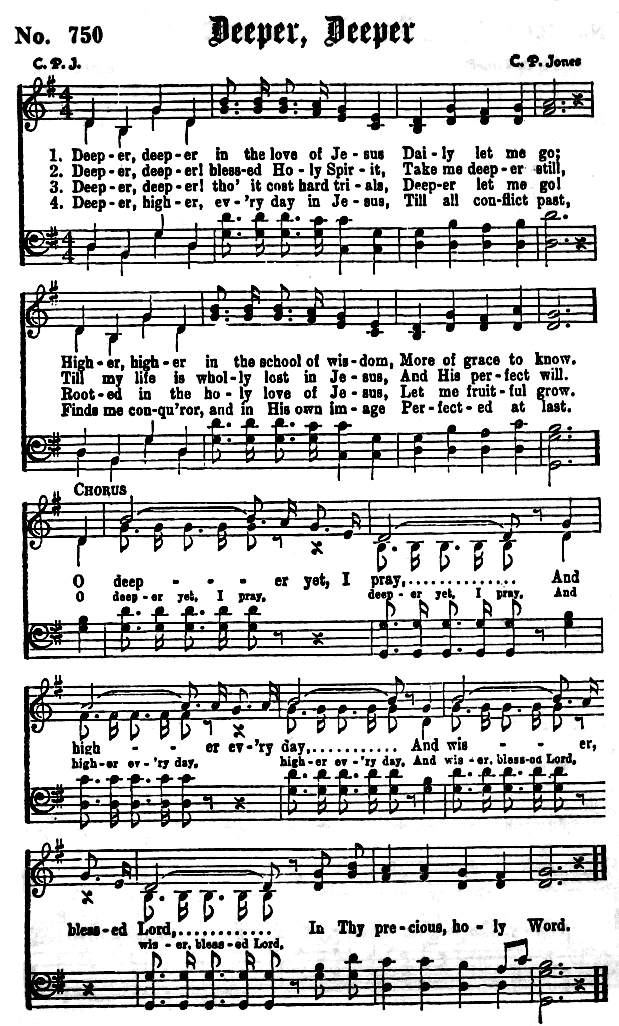 No. 750
Deeper, Deeper
C. P. J.
C. P. Jones
1. Deep-er, deep-er in the love of Je-sus Dai-ly let me go;
2. Deep-er, deep-er! bless-ed Ho-ly Spir-it, Take me deep-er still,
3. Deep-er, deep-er! tho' it cost hard tri-als, Deep-er let me go!
4. Deep-er, high-er, ev-'ry day in Je-sus, Till all con-flict past,
High-er, high-er in the school of wis-dom, More of grace to know.
Till my life is whol-ly lost in Je-sus, And His per-fect will.
Root-ed in the ho-ly love of Je-sus, Let me fruit-ful grow.
Finds me con-qu'ror, and in His own im-age Per-fect-ed at last.
CHORUS
O deep - - - er yet, I pray,.............. And
O deep-er yet, I pray, deep-er yet, I pray, And
high - - er ev-'ry day,........... And wis - - er,
high-er ev-'ry day, high-er ev-'ry day, And wis-er, bless-ed Lord,
bless-ed Lord,............ In Thy pre-cious, ho-ly Word.
wis-er, bless-ed Lord,